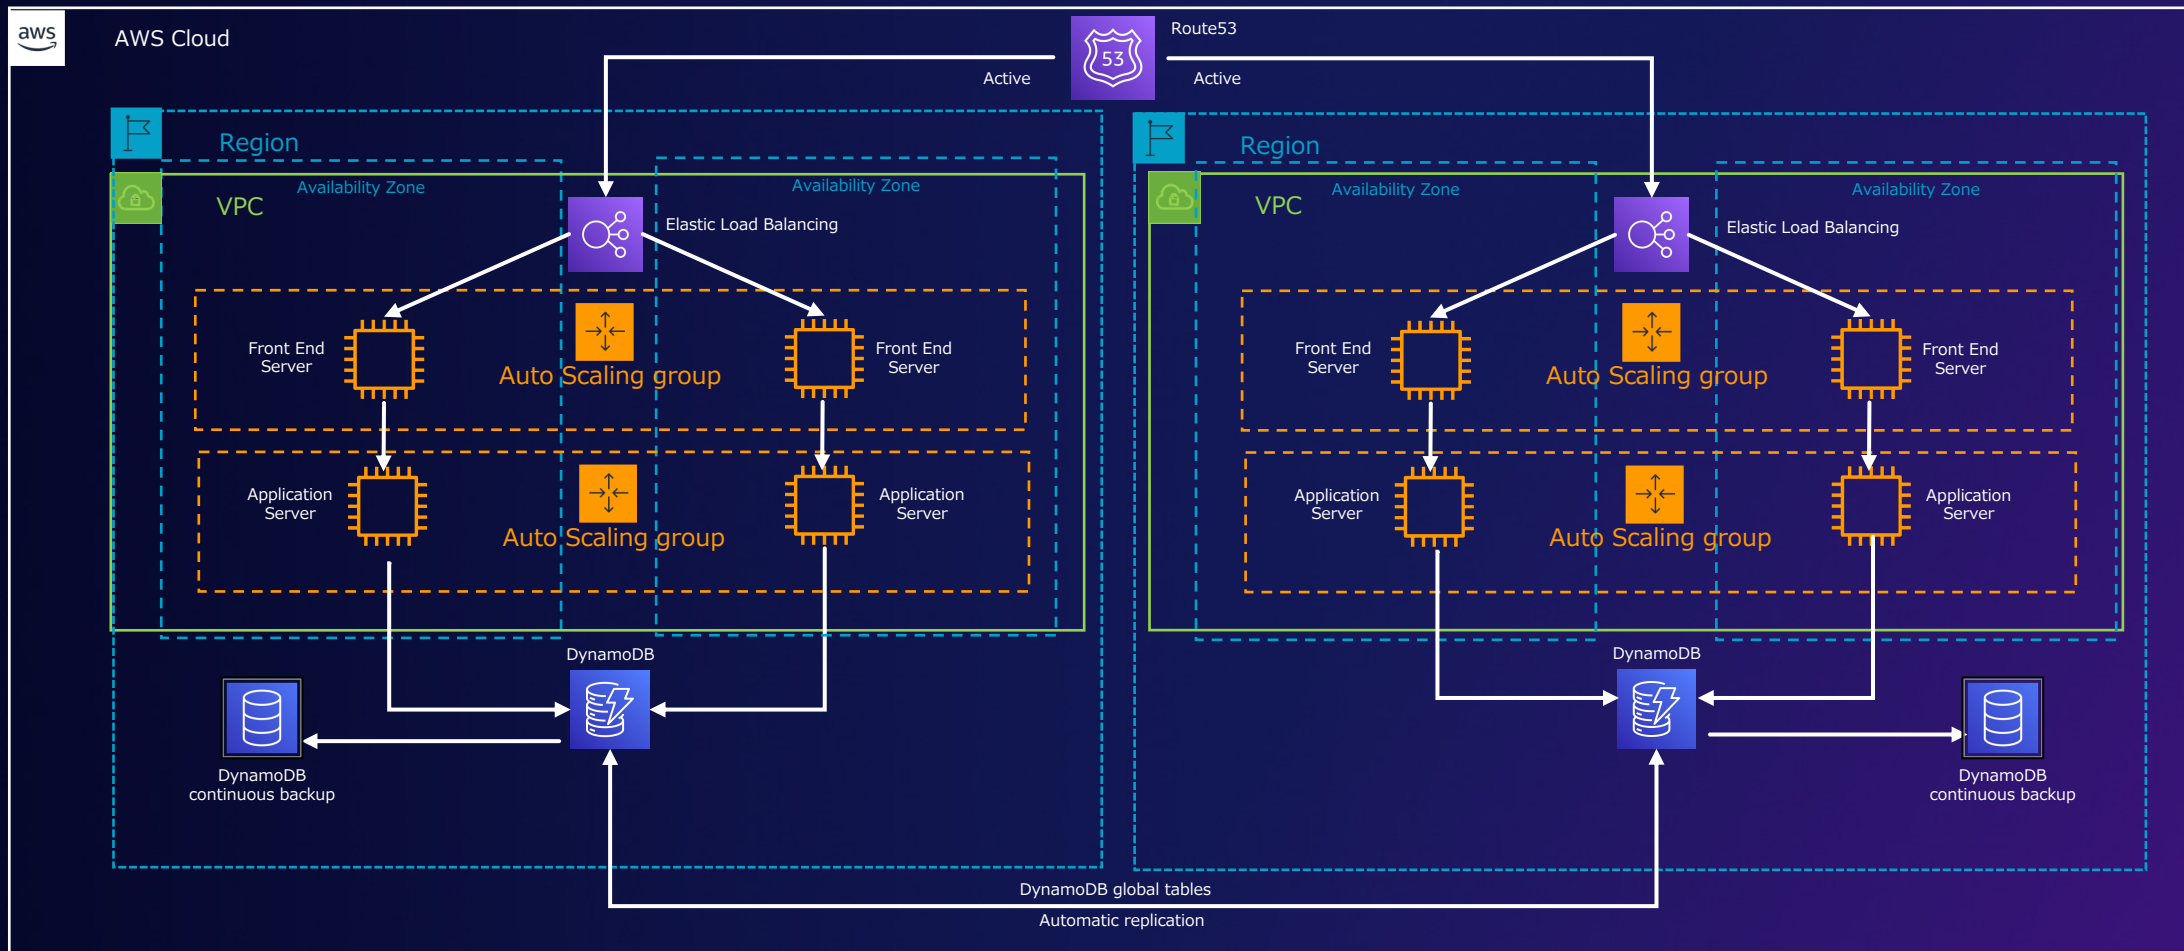 aws
AWS Cloud
Route53
53
Active
Active
Region
Region
Availability Zone
Availability Zone
Availability Zone
Availability Zone
VPC
VPC
Elastic Load Balancing
Elastic Load Balancing
Front End
Server
Auto Scaling group
Front End
Server
Front End
Server
Auto Scaling group
Front End
Server
Application
Server
Auto Scaling group
Application
Server
Application
Server
Auto Scaling group
Application
Server
DynamoDB
DynamoDB
DynamoDB
continuous backup
DynamoDB
continuous backup
DynamoDB global tables
Automatic replication